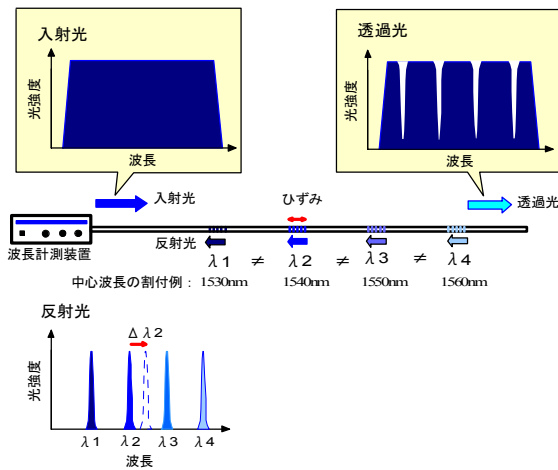 入射光
光強度
波長
透過光
光強度
波長
入射光
ひずみ
透過光
反射光
波長計測装置
λ1 ≠ λ2 ≠ λ3 ≠ λ4
中心波長の割付例： 1530nm 1540nm 1550nm 1560nm
反射光
Δλ2
光強度
λ1 λ2 λ3 λ4
波長